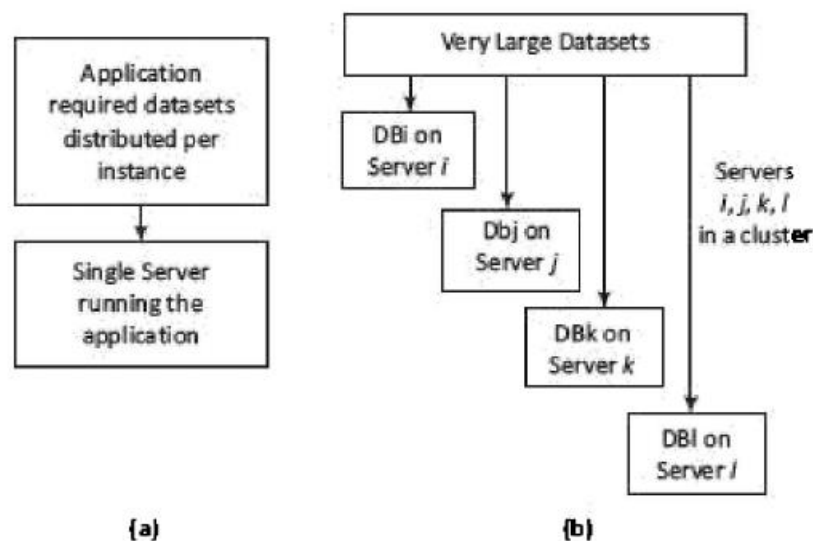 Application
required datasets
distributed per
instance
Single Server
running the
application
(a)
Very Large Datasets
DBi on
Server i
Dbj on
Server j
DBk on
Server k
DBl on
Server l
Servers
i, j, k, l
in a cluster
(b)